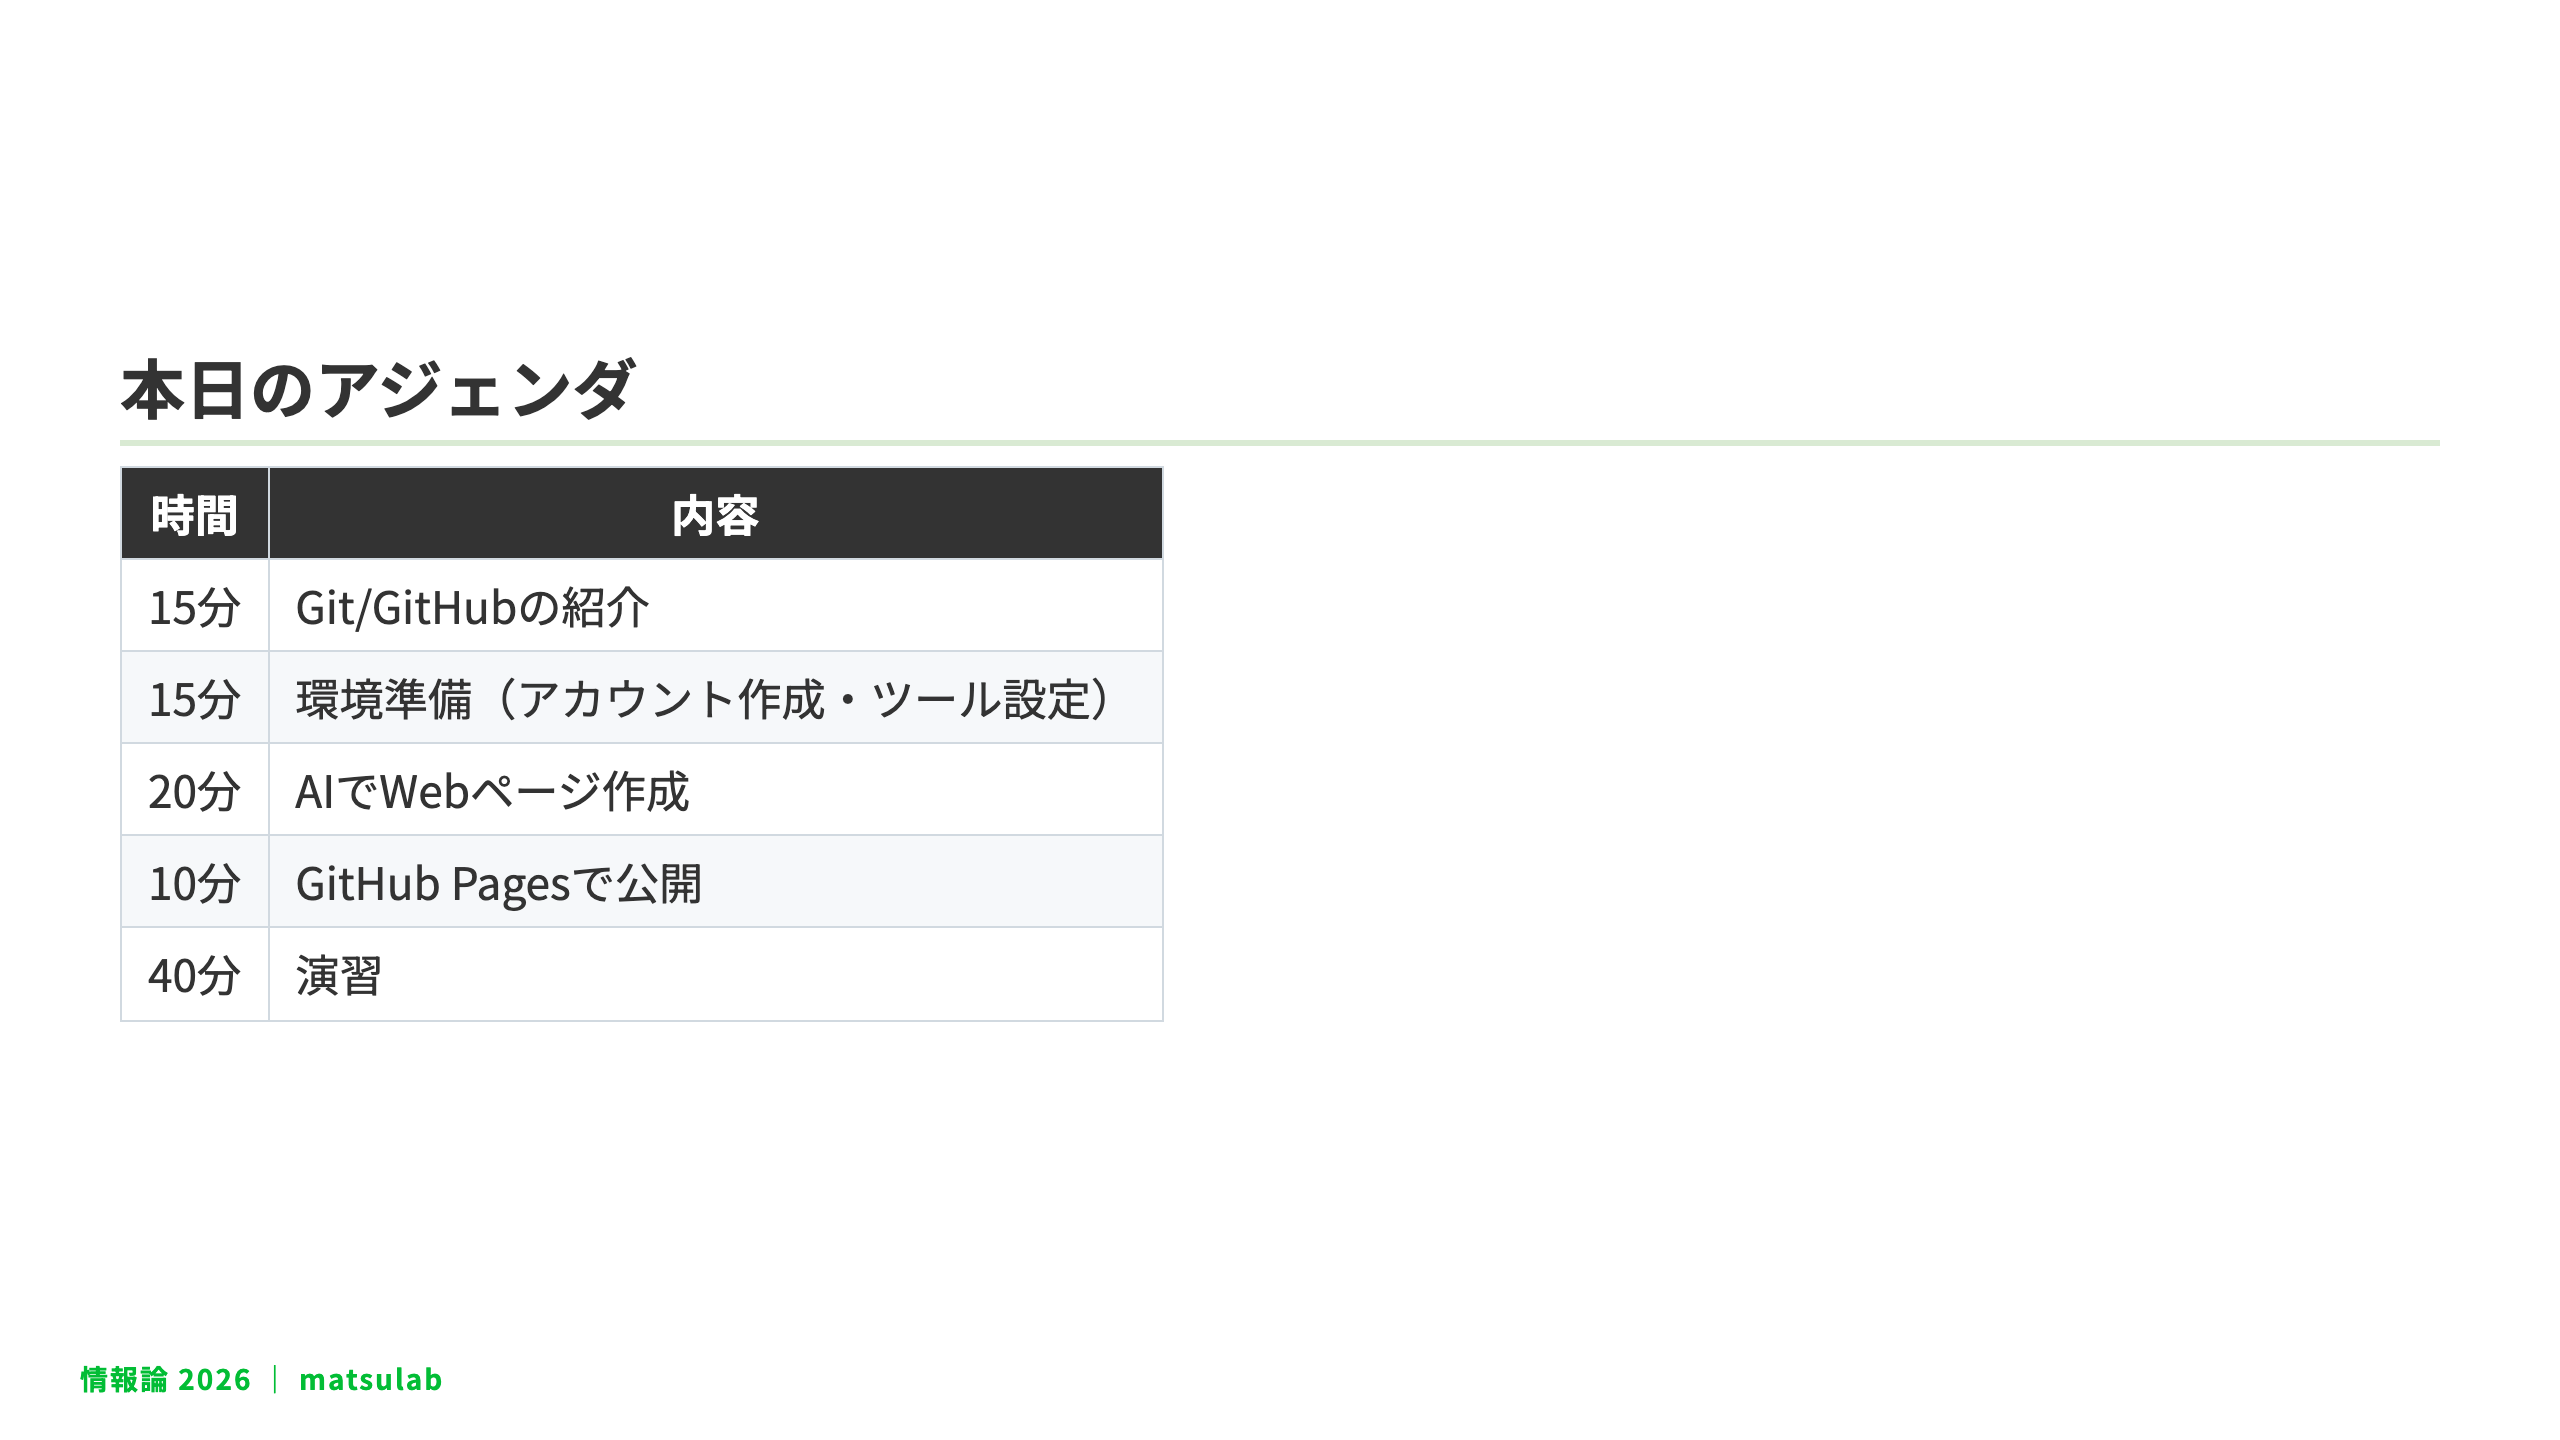 本日のアジェンダ
時間 内容
15分 Git/GitHubの紹介
15分 環境準備（アカウント作成・ツール設定）
20分 AIでWebページ作成
10分 GitHub Pagesで公開
40分 演習
情報論 2026 ｜ matsulab